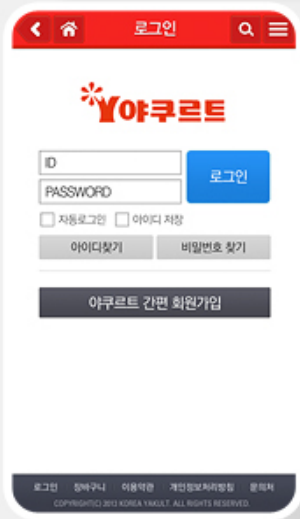 로그인
야쿠르트
ID
로그인
PASSWORD
자동로그인 아이디 저장
아이디찾기 비밀번호 찾기
야쿠르트 간편 회원가입
로그인 장바구니 이용약관 개인정보처리방침 문의처
COPYRIGHT(C) 2013 KOREA YAKULT. ALL RIGHTS RESERVED.